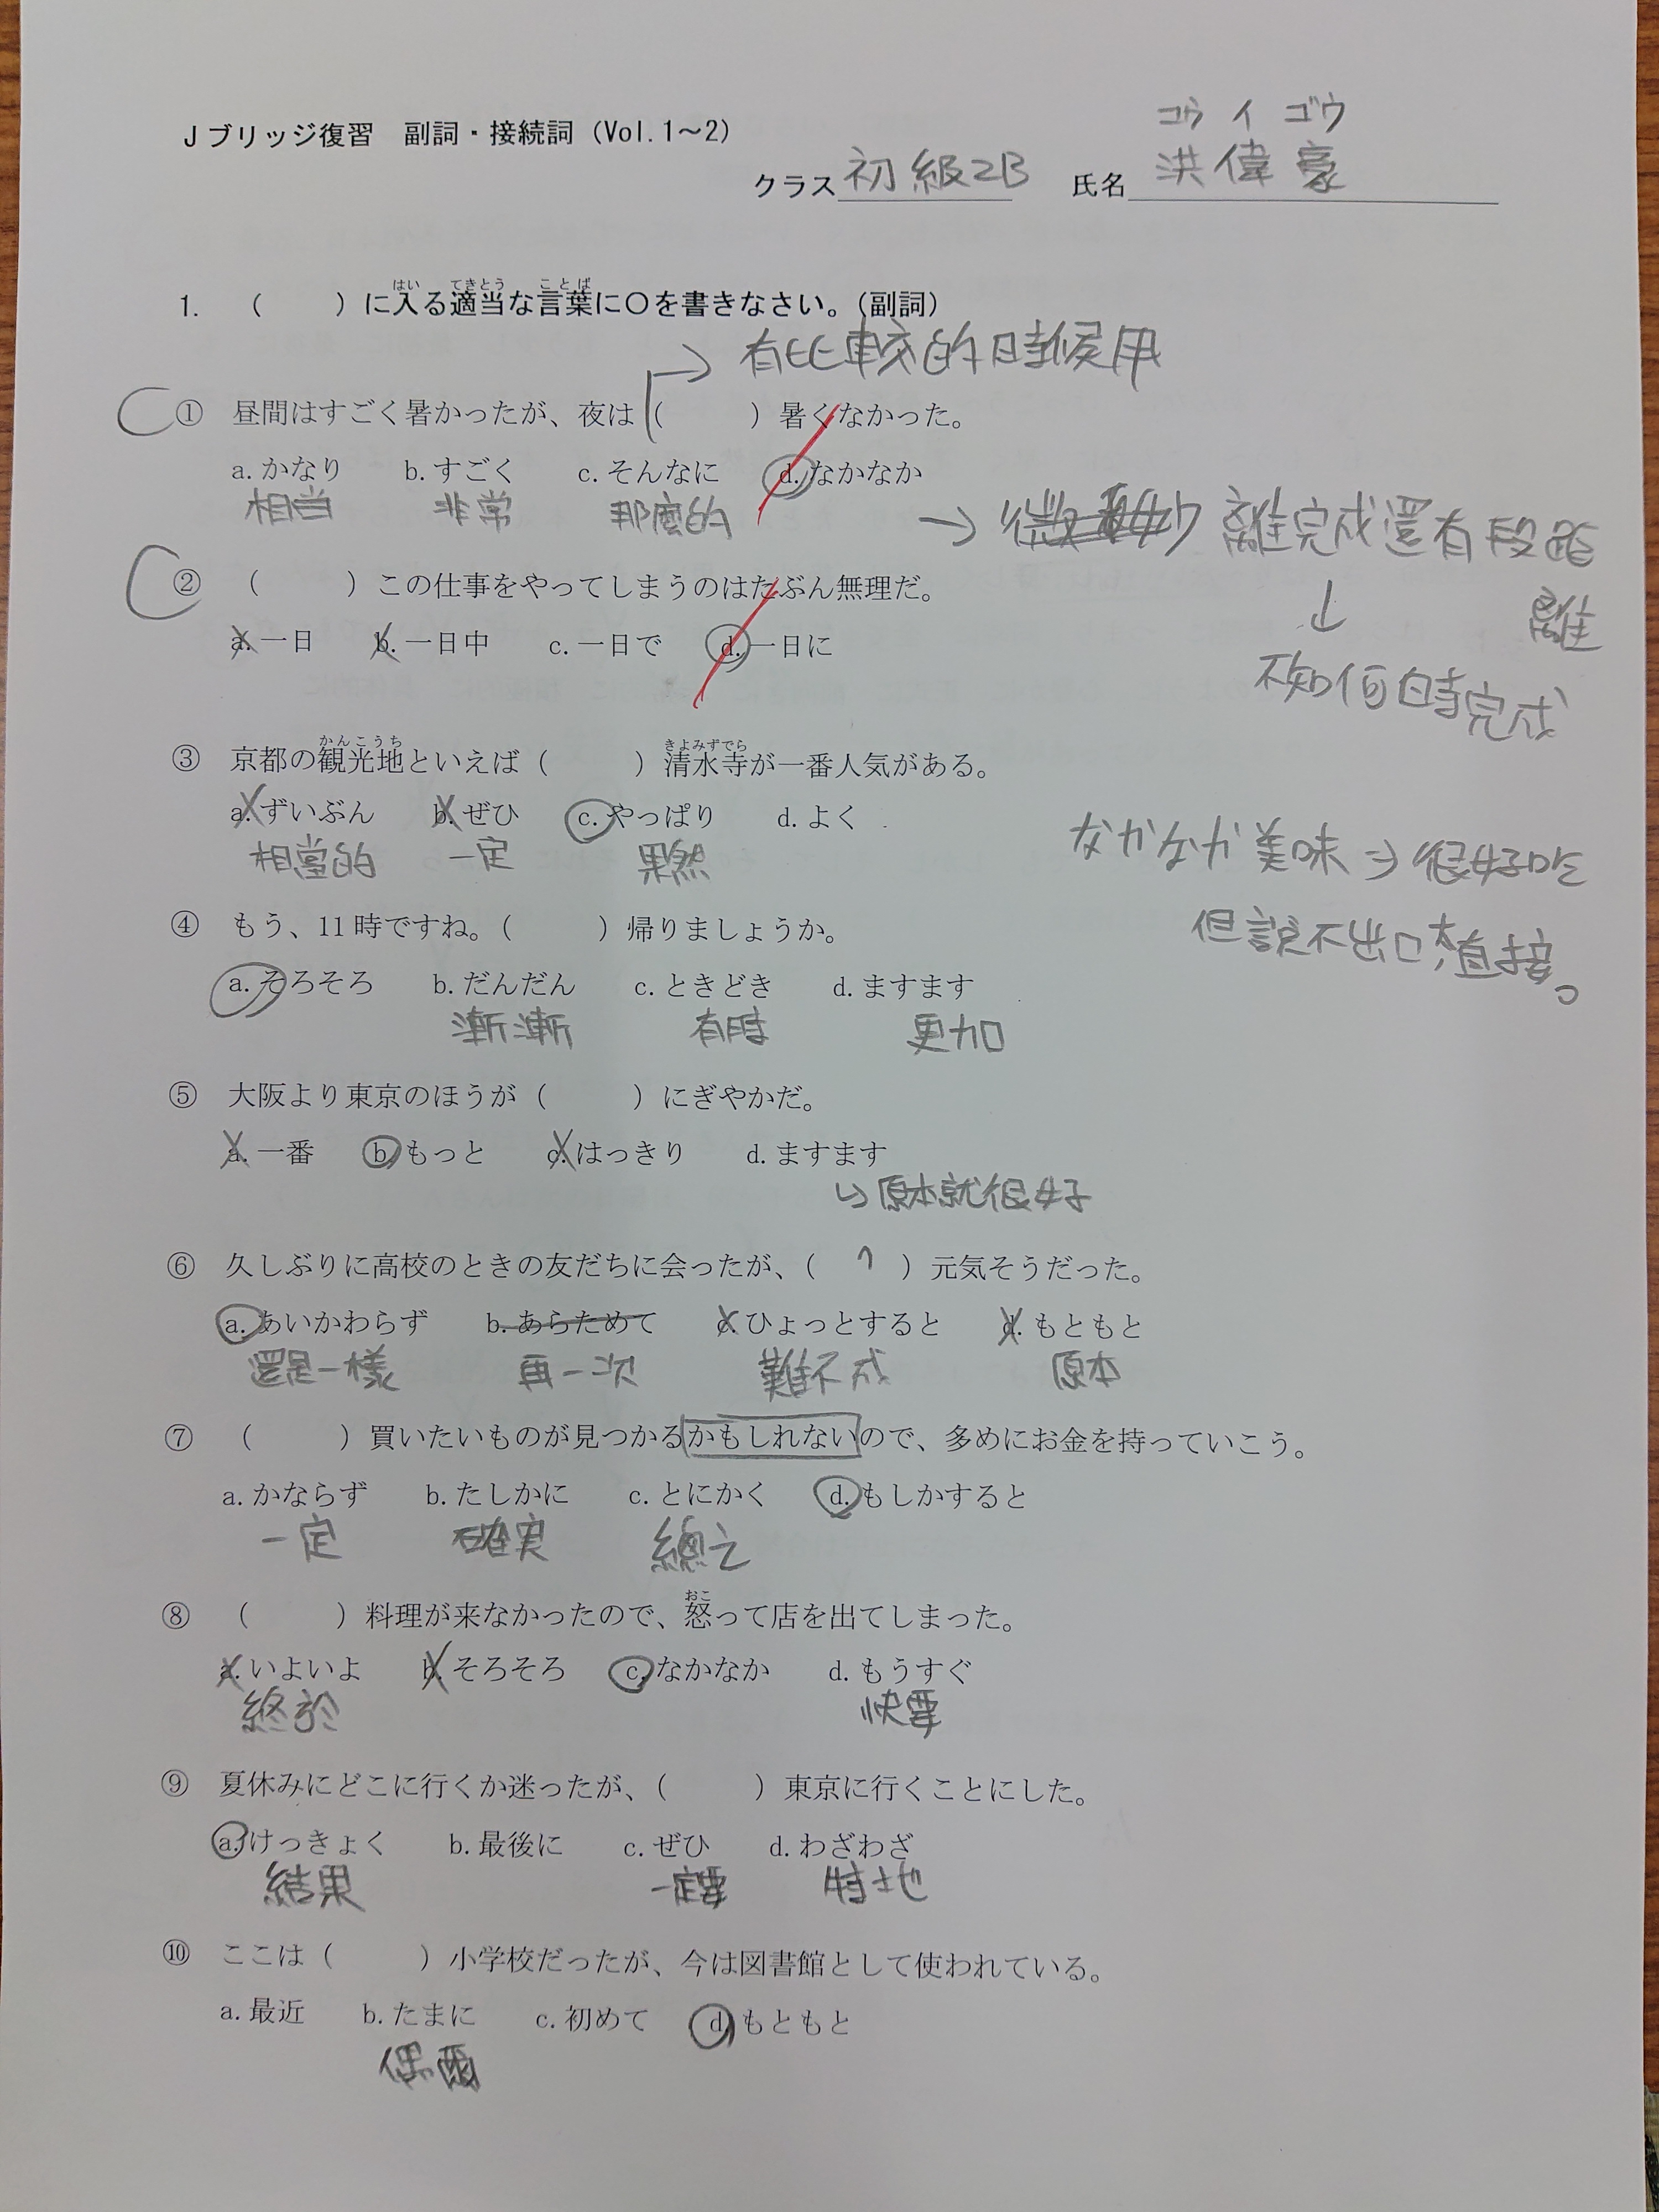 Jブリッジ復習　副詞・接続詞（Vol.1～2）
コウ イ ゴウ
クラス 初級2B　氏名 洪偉豪
はい てきとう ことば
1.　（　　）に入る適当な言葉に〇を書きなさい。（副詞）
→ 有比較的時候用
C ① 昼間はすごく暑かったが、夜は（　　）暑くなかった。
a.かなり　b.すごく　c.そんなに　d.なかなか
相当　非常　那麼的
→ 離完成還有段距離
↓
不知何時完成
C ② （　　）この仕事をやってしまうのはたぶん無理だ。
a.一日　b.一日中　c.一日で　d.一日に
かんこうち　きよみずでら
③ 京都の観光地といえば（　　）清水寺が一番人気がある。
a.ずいぶん　b.ぜひ　c.やっぱり　d.よく
相當的　一定　果然
なかなか美味→很好吃
但說不出口太直接。
④ もう、11時ですね。（　　）帰りましょうか。
a.そろそろ　b.だんだん　c.ときどき　d.ますます
漸漸　有時　更加
⑤ 大阪より東京のほうが（　　）にぎやかだ。
a.一番　b.もっと　c.はっきり　d.ますます
↳原本就很好
⑥ 久しぶりに高校のときの友だちに会ったが、（　　）元気そうだった。
a.あいかわらず　b.あらためて　c.ひょっとすると　d.もともと
還是一樣　再一次　難不成　原本
⑦ （　　）買いたいものが見つかるかもしれないので、多めにお金を持っていこう。
a.かならず　b.たしかに　c.とにかく　d.もしかすると
一定　確実　總之
おこ
⑧ （　　）料理が来なかったので、怒って店を出てしまった。
a.いよいよ　b.そろそろ　c.なかなか　d.もうすぐ
終於　快要
⑨ 夏休みにどこに行くか迷ったが、（　　）東京に行くことにした。
a.けっきょく　b.最後に　c.ぜひ　d.わざわざ
結果　一定要　特地
⑩ ここは（　　）小学校だったが、今は図書館として使われている。
a.最近　b.たまに　c.初めて　d.もともと
偶爾